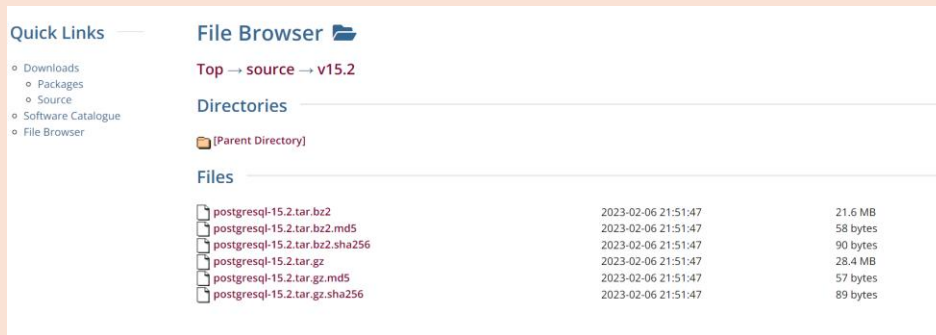 Quick Links
Downloads
Packages
Source
Software Catalogue
File Browser
File Browser
Top → source → v15.2
Directories
[Parent Directory]
Files
postgresql-15.2.tar.bz2 2023-02-06 21:51:47 21.6 MB
postgresql-15.2.tar.bz2.md5 2023-02-06 21:51:47 58 bytes
postgresql-15.2.tar.bz2.sha256 2023-02-06 21:51:47 90 bytes
postgresql-15.2.tar.gz 2023-02-06 21:51:47 28.4 MB
postgresql-15.2.tar.gz.md5 2023-02-06 21:51:47 57 bytes
postgresql-15.2.tar.gz.sha256 2023-02-06 21:51:47 89 bytes